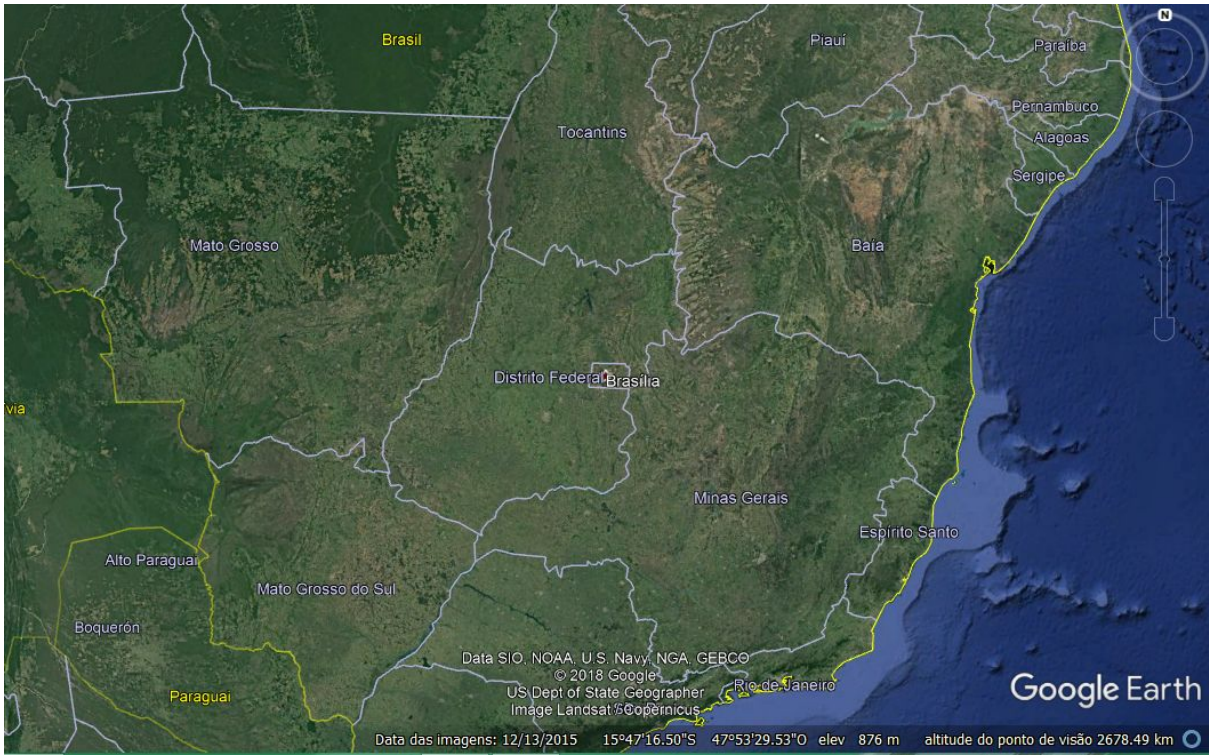 N
Brasil
Piauí
Paraíba
Pernambuco
Tocantins
Alagoas
Sergipe
Mato Grosso
Baía
Distrito Federal
Brasília
Minas Gerais
Espírito Santo
Alto Paraguai
Mato Grosso do Sul
Boquerón
Data SIO, NOAA, U.S. Navy, NGA, GEBCO
© 2018 Google
US Dept of State Geographer
Image Landsat / Copernicus
Rio de Janeiro
Paraguai
Google Earth
Data das imagens: 12/13/2015 15°47'16.50"S 47°53'29.53"O elev 876 m altitude do ponto de visão 2678.49 km